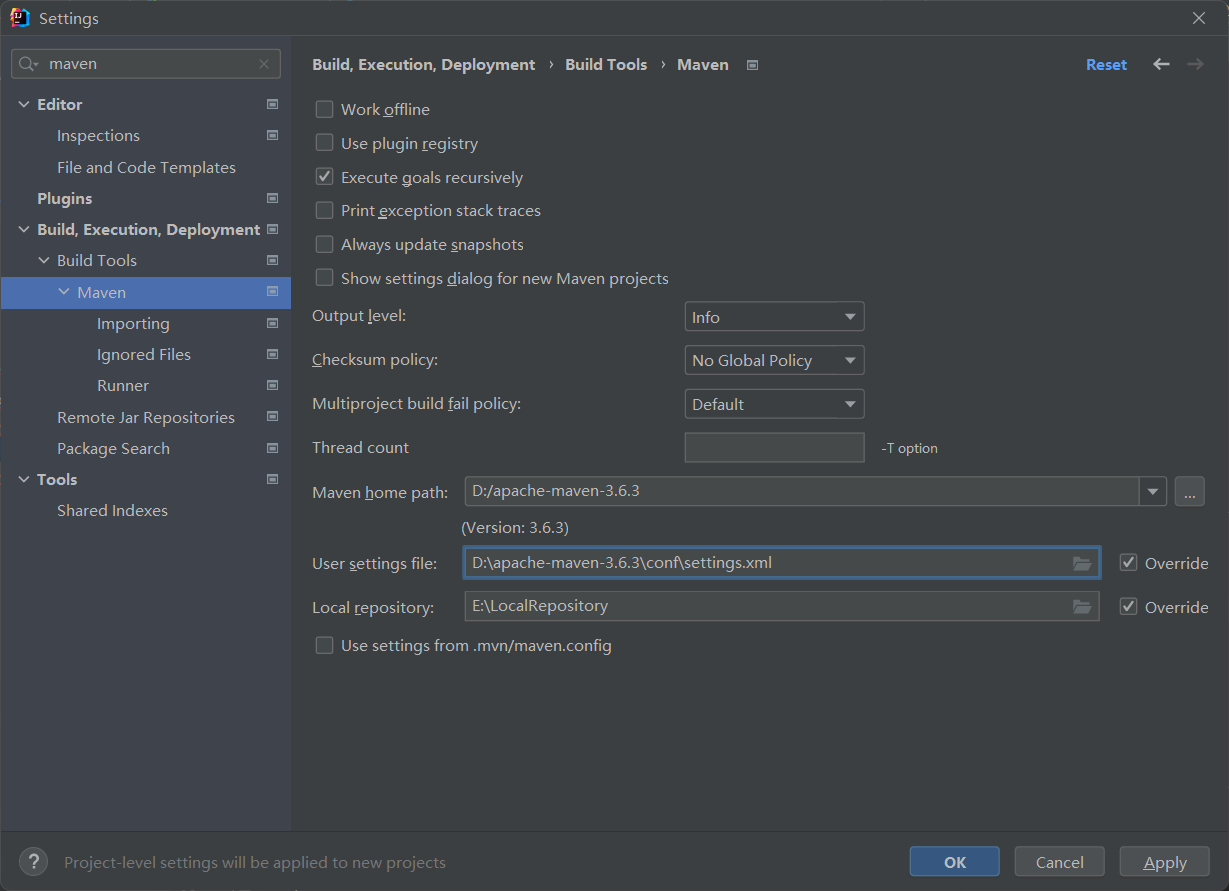 Settings
maven
Editor
Inspections
File and Code Templates
Plugins
Build, Execution, Deployment
Build Tools
Maven
Importing
Ignored Files
Runner
Remote Jar Repositories
Package Search
Tools
Shared Indexes
Build, Execution, Deployment › Build Tools › Maven
Reset
Work offline
Use plugin registry
Execute goals recursively
Print exception stack traces
Always update snapshots
Show settings dialog for new Maven projects
Output level: Info
Checksum policy: No Global Policy
Multiproject build fail policy: Default
Thread count -T option
Maven home path: D:/apache-maven-3.6.3 ...
(Version: 3.6.3)
User settings file: D:\apache-maven-3.6.3\conf\settings.xml Override
Local repository: E:\LocalRepository Override
Use settings from .mvn/maven.config
? Project-level settings will be applied to new projects
OK Cancel Apply